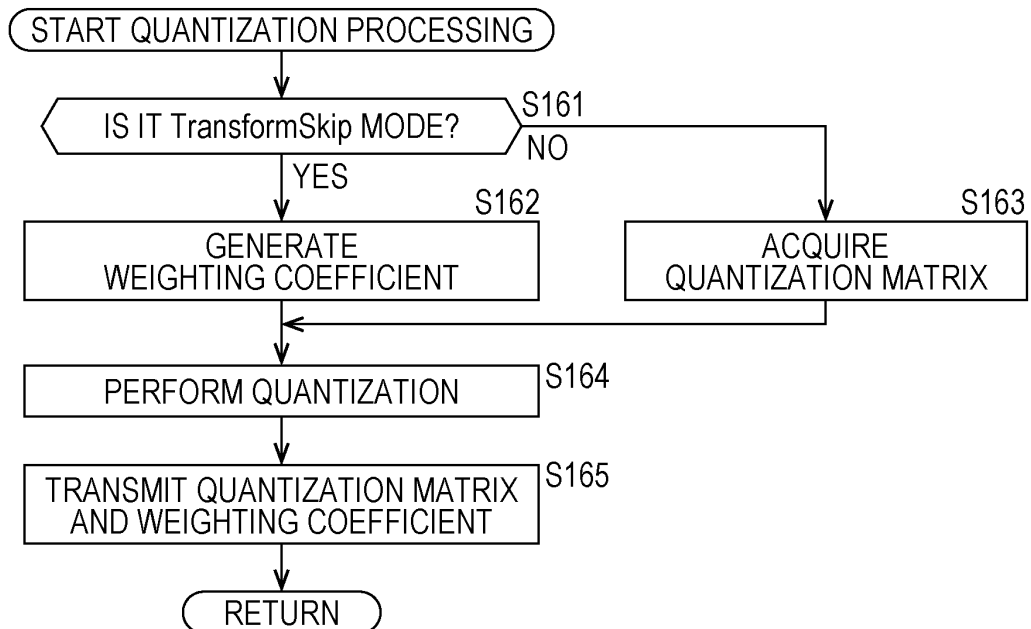 START QUANTIZATION PROCESSING
IS IT TransformSkip MODE?
S161
NO
YES
S162
GENERATE
WEIGHTING COEFFICIENT
S163
ACQUIRE
QUANTIZATION MATRIX
PERFORM QUANTIZATION
S164
TRANSMIT QUANTIZATION MATRIX
AND WEIGHTING COEFFICIENT
S165
RETURN